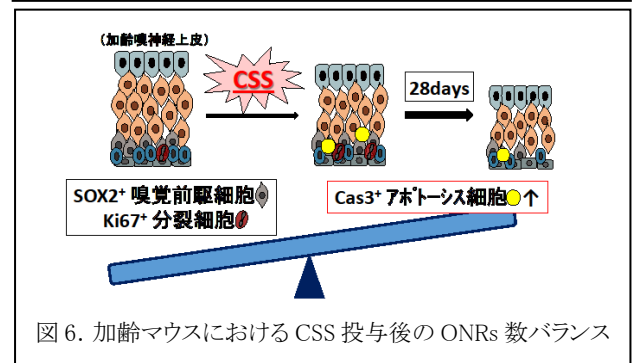 (加齢嗅神経上皮)
CSS
28days
SOX2⁺ 嗅覚前駆細胞
Ki67⁺ 分裂細胞
Cas3⁺ アポトーシス細胞↑
図 6. 加齢マウスにおける CSS 投与後の ONRs 数バランス